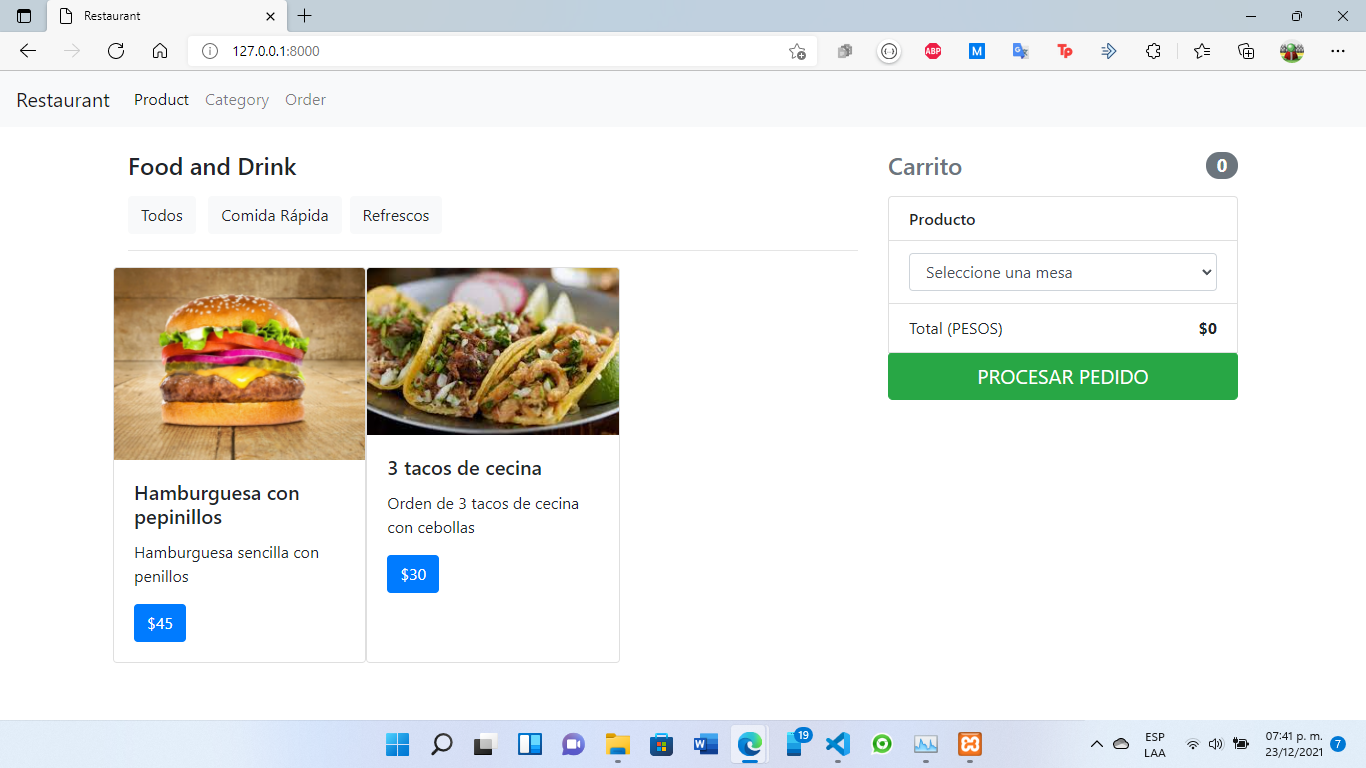 Restaurant
127.0.0.1:8000
ABP
M
Tp
Restaurant Product Category Order
Food and Drink
Todos Comida Rápida Refrescos
Hamburguesa con
pepinillos
Hamburguesa sencilla con
penillos
$45
3 tacos de cecina
Orden de 3 tacos de cecina
con cebollas
$30
Carrito 0
Producto
Seleccione una mesa
Total (PESOS) $0
PROCESAR PEDIDO
19
ESP
LAA
07:41 p. m.
23/12/2021
7